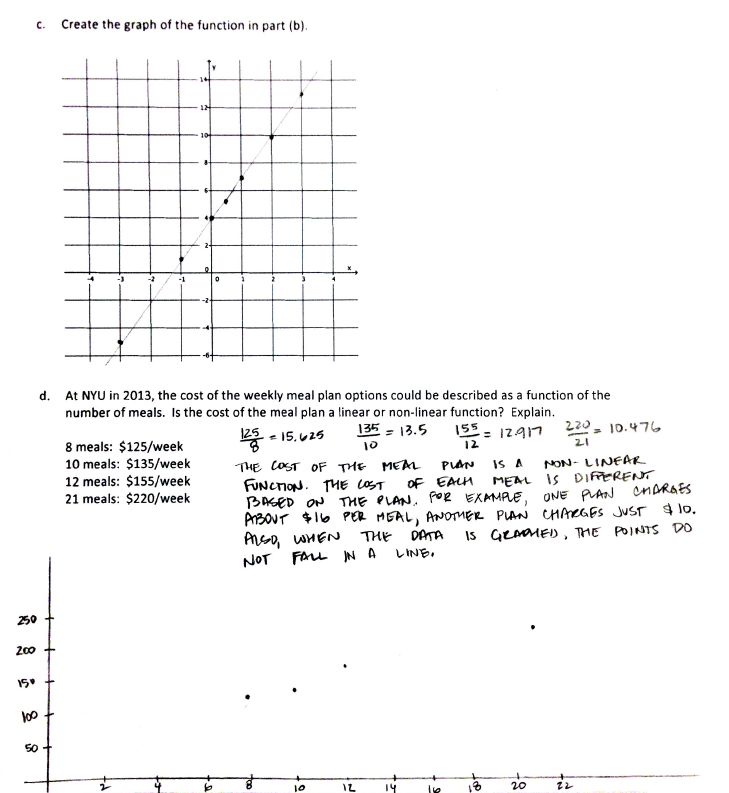 c. Create the graph of the function in part (b).
y
14
12
10
8
6
4
2
0
-4 -3 -2 -1 0 1 2 3 4 x
-2
-4
-6
d. At NYU in 2013, the cost of the weekly meal plan options could be described as a function of the
number of meals. Is the cost of the meal plan a linear or non-linear function? Explain.
125/8 = 15.625 135/10 = 13.5 155/12 = 12.917 220/21 = 10.476
8 meals: $125/week
10 meals: $135/week
12 meals: $155/week
21 meals: $220/week
THE COST OF THE MEAL PLAN IS A NON-LINEAR
FUNCTION. THE COST OF EACH MEAL IS DIFFERENT
BASED ON THE PLAN. FOR EXAMPLE, ONE PLAN CHARGES
ABOUT $16 PER MEAL, ANOTHER PLAN CHARGES JUST $10.
ALSO, WHEN THE DATA IS GRAPHED, THE POINTS DO
NOT FALL IN A LINE.
250
200
150
100
50
2 4 6 8 10 12 14 16 18 20 22